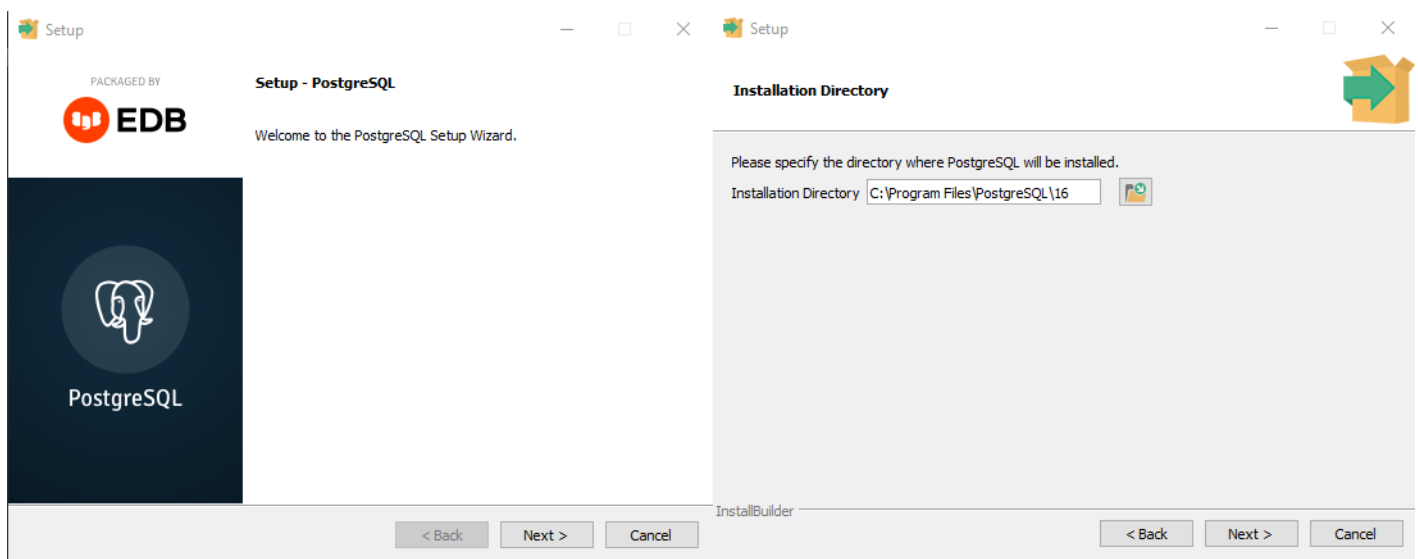 Setup
PACKAGED BY
EDB
Setup - PostgreSQL
Welcome to the PostgreSQL Setup Wizard.
PostgreSQL
< Back
Next >
Cancel
Setup
Installation Directory
Please specify the directory where PostgreSQL will be installed.
Installation Directory C:\Program Files\PostgreSQL\16
InstallBuilder
< Back
Next >
Cancel